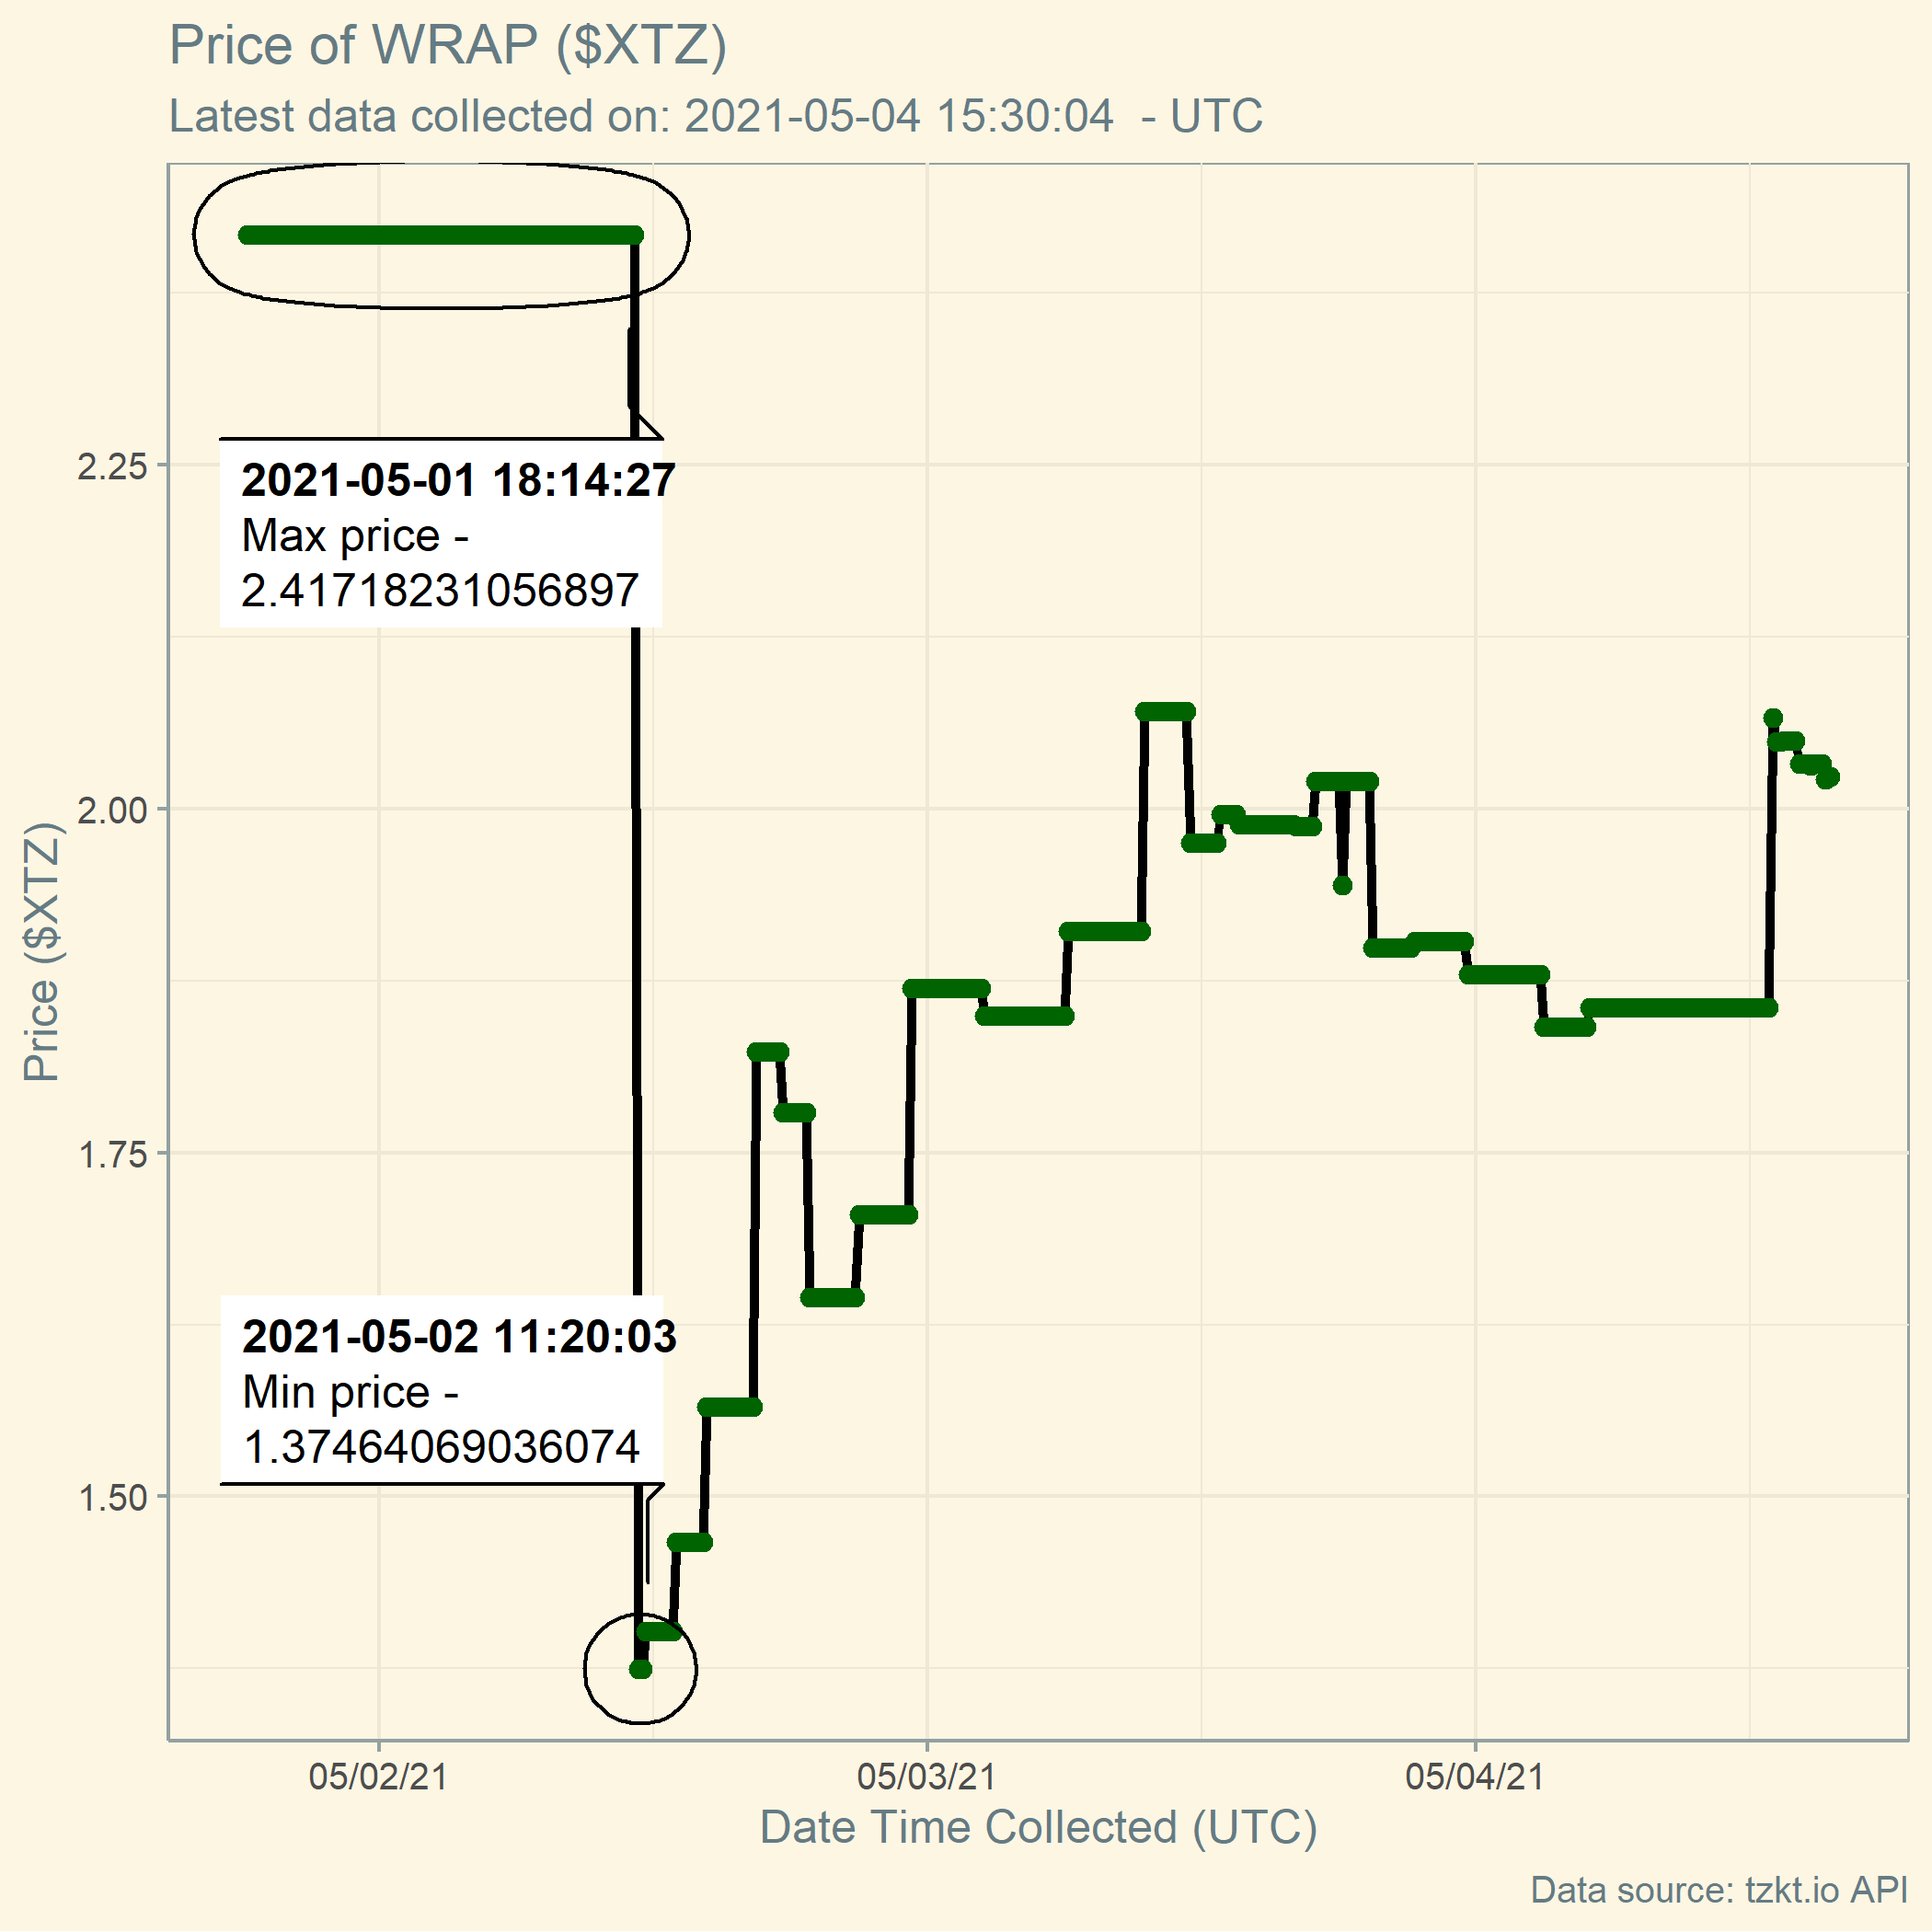 Price of WRAP ($XTZ)
Latest data collected on: 2021-05-04 15:30:04  - UTC
Price ($XTZ)
2.25
2.00
1.75
1.50
2021-05-01 18:14:27
Max price -
2.41718231056897
2021-05-02 11:20:03
Min price -
1.37464069036074
05/02/21
05/03/21
05/04/21
Date Time Collected (UTC)
Data source: tzkt.io API